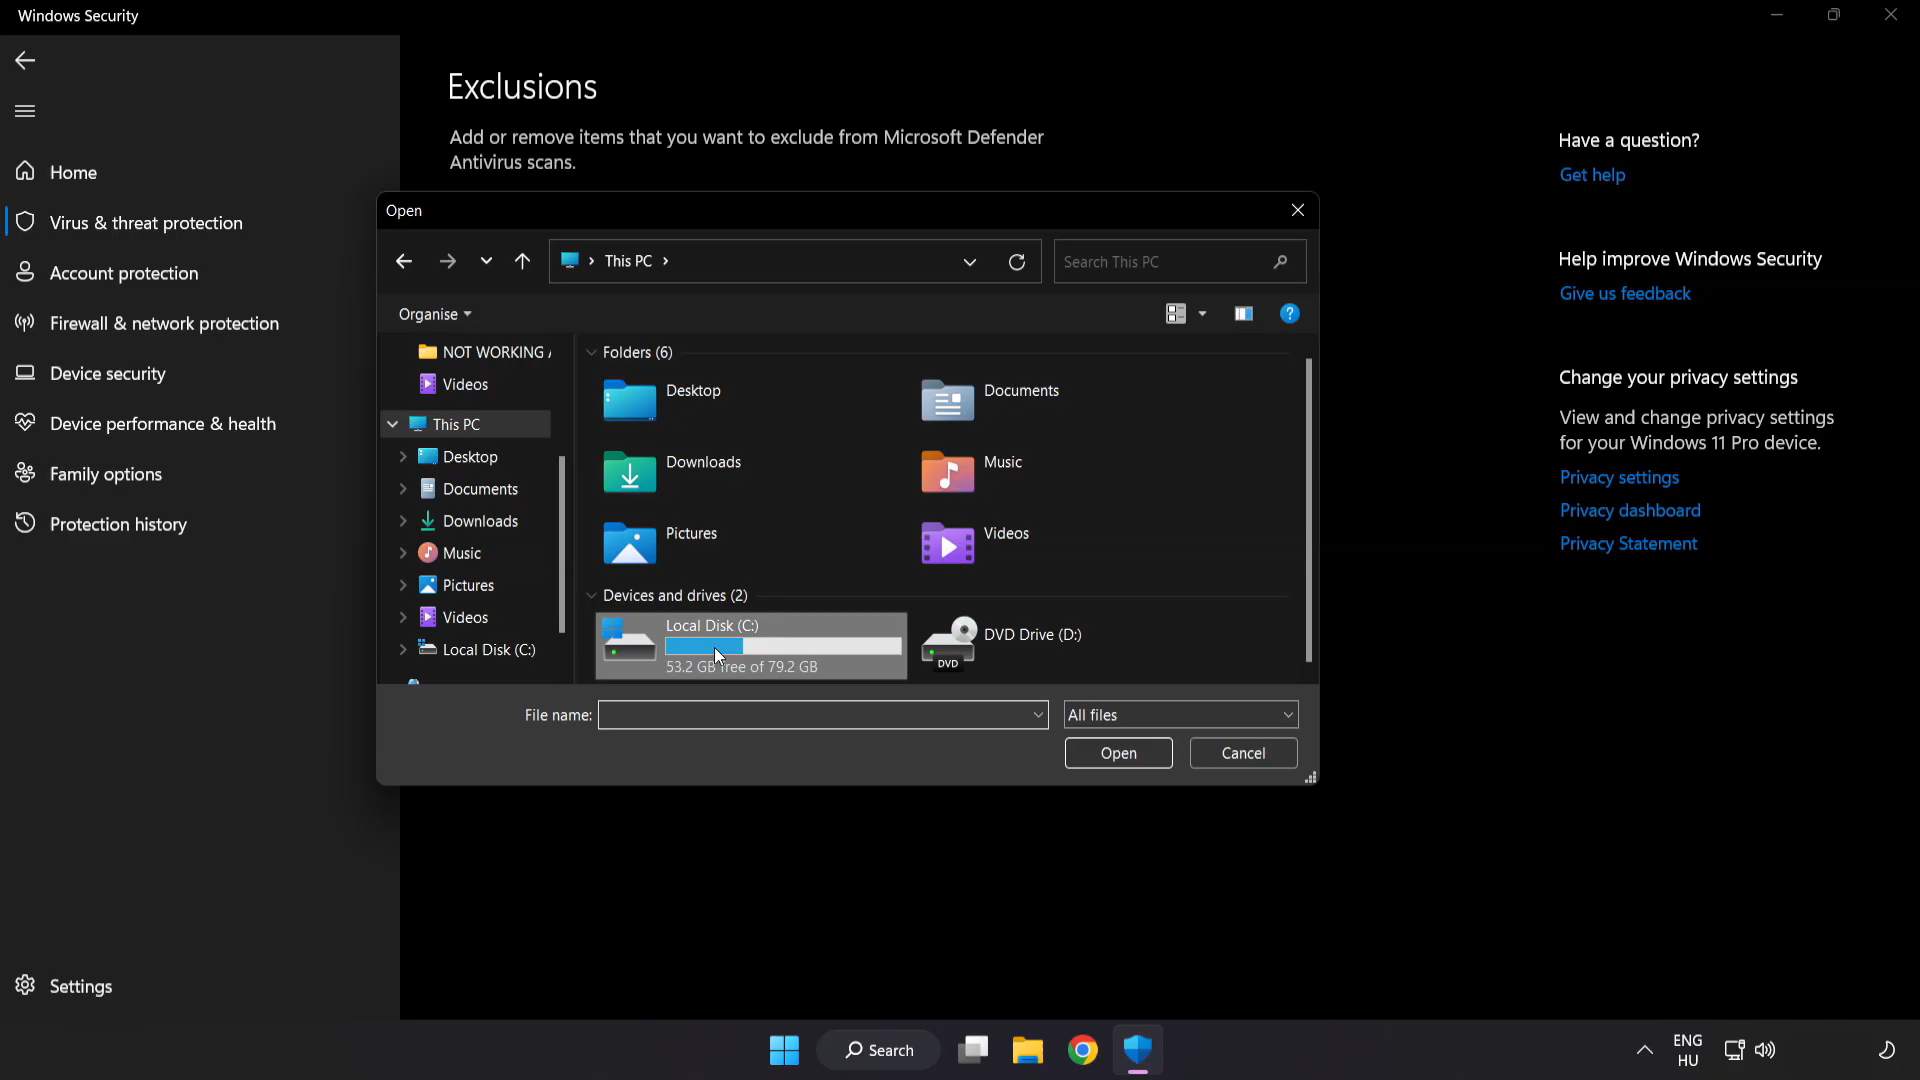 Windows Security
Exclusions
Add or remove items that you want to exclude from Microsoft Defender
Antivirus scans.
Home
Virus & threat protection
Account protection
Firewall & network protection
Device security
Device performance & health
Family options
Protection history
Settings
Have a question?
Get help
Help improve Windows Security
Give us feedback
Change your privacy settings
View and change privacy settings
for your Windows 11 Pro device.
Privacy settings
Privacy dashboard
Privacy Statement
Open
This PC
Search This PC
Organise
NOT WORKING
Videos
This PC
Desktop
Documents
Downloads
Music
Pictures
Videos
Local Disk (C:)
Folders (6)
Desktop
Documents
Downloads
Music
Pictures
Videos
Devices and drives (2)
Local Disk (C:)
53.2 GB free of 79.2 GB
DVD Drive (D:)
DVD
File name:
All files
Open
Cancel
Search
ENG
HU